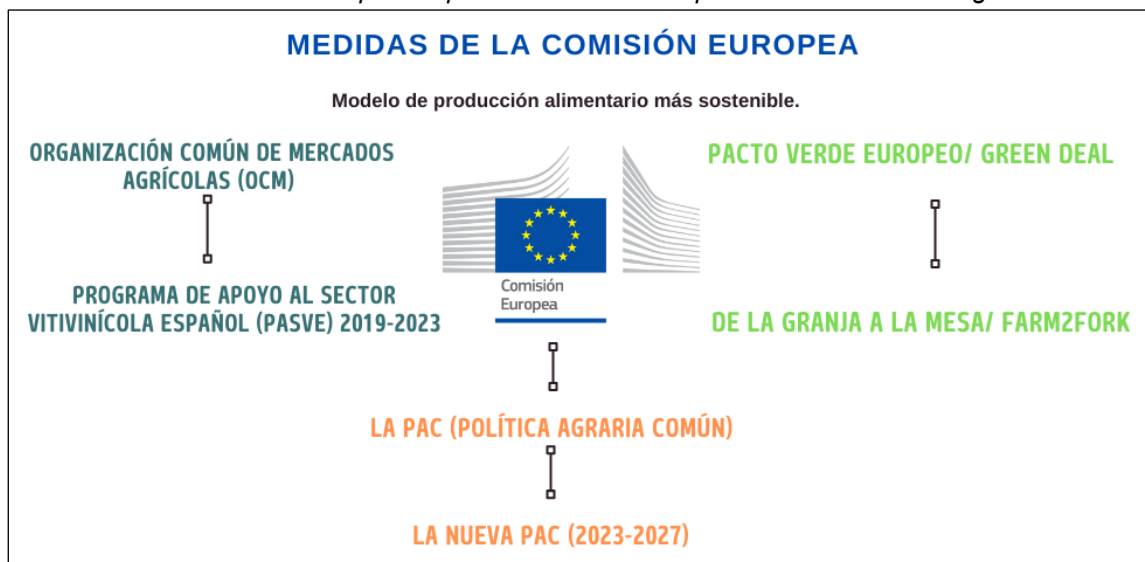 MEDIDAS DE LA COMISIÓN EUROPEA
Modelo de producción alimentario más sostenible.
ORGANIZACIÓN COMÚN DE MERCADOS
AGRÍCOLAS (OCM)
PROGRAMA DE APOYO AL SECTOR
VITIVINÍCOLA ESPAÑOL (PASVE) 2019-2023
Comisión
Europea
PACTO VERDE EUROPEO/ GREEN DEAL
DE LA GRANJA A LA MESA/ FARM2FORK
LA PAC (POLÍTICA AGRARIA COMÚN)
LA NUEVA PAC (2023-2027)